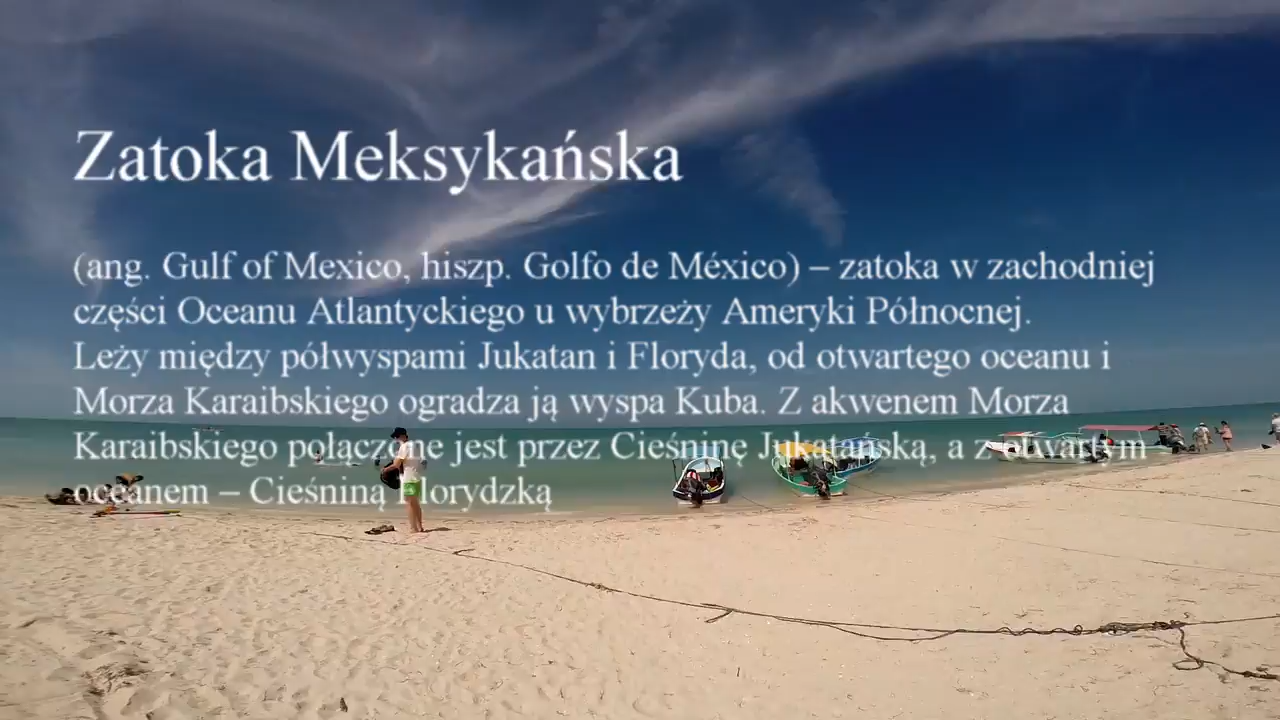 Zatoka Meksykańska
(ang. Gulf of Mexico, hiszp. Golfo de México) – zatoka w zachodniej
części Oceanu Atlantyckiego u wybrzeży Ameryki Północnej.
Leży między półwyspami Jukatan i Floryda, od otwartego oceanu i
Morza Karaibskiego ogradza ją wyspa Kuba. Z akwenem Morza
Karaibskiego połączone jest przez Cieśninę Jukatańską, a z otwartym
oceanem – Cieśniną Florydzką